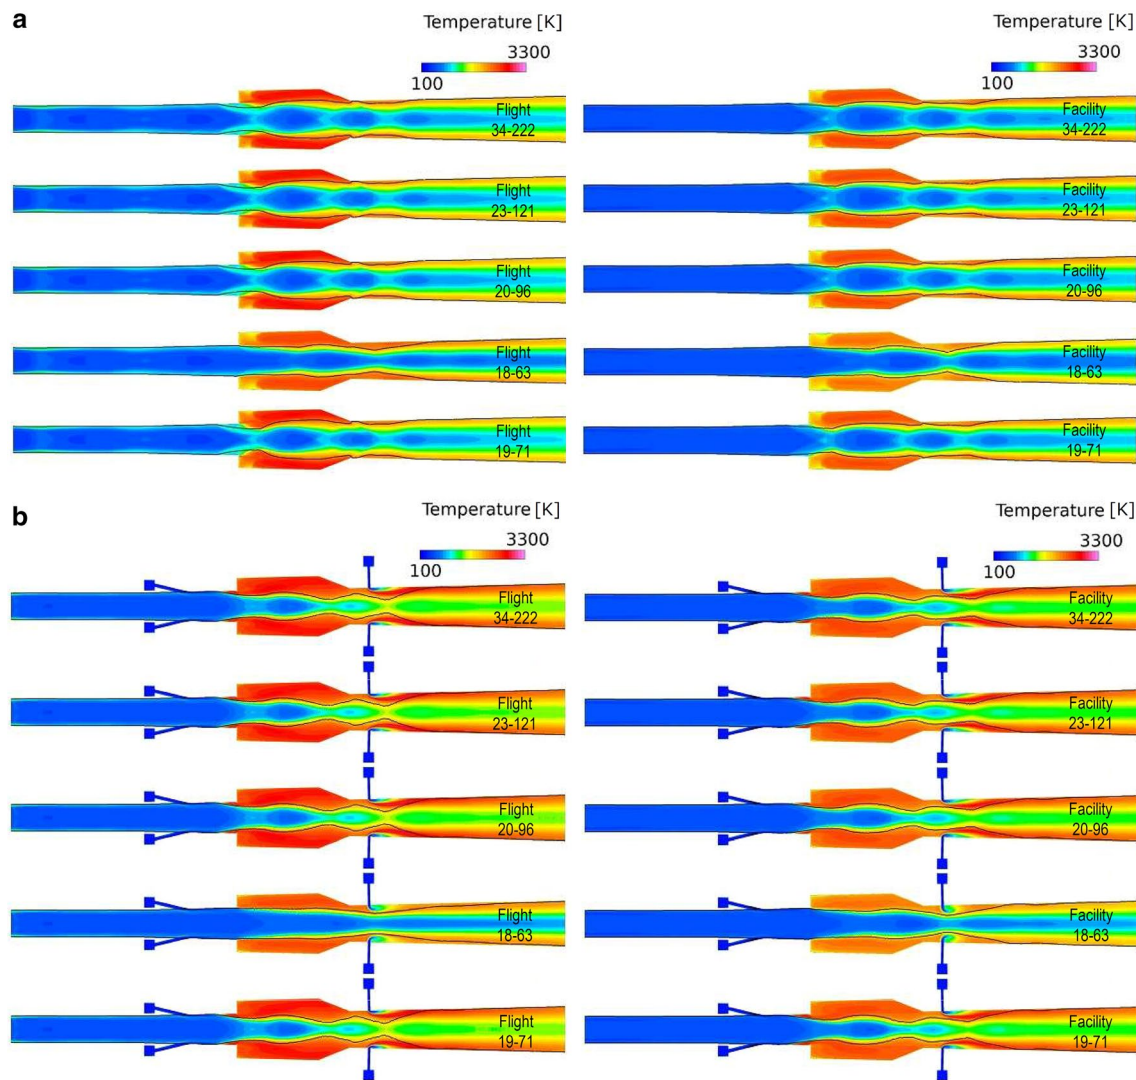 a
Temperature [K]
3300
100
Flight
34-222
Flight
23-121
Flight
20-96
Flight
18-63
Flight
19-71
Temperature [K]
3300
100
Facility
34-222
Facility
23-121
Facility
20-96
Facility
18-63
Facility
19-71
b
Temperature [K]
3300
100
Flight
34-222
Flight
23-121
Flight
20-96
Flight
18-63
Flight
19-71
Temperature [K]
3300
100
Facility
34-222
Facility
23-121
Facility
20-96
Facility
18-63
Facility
19-71